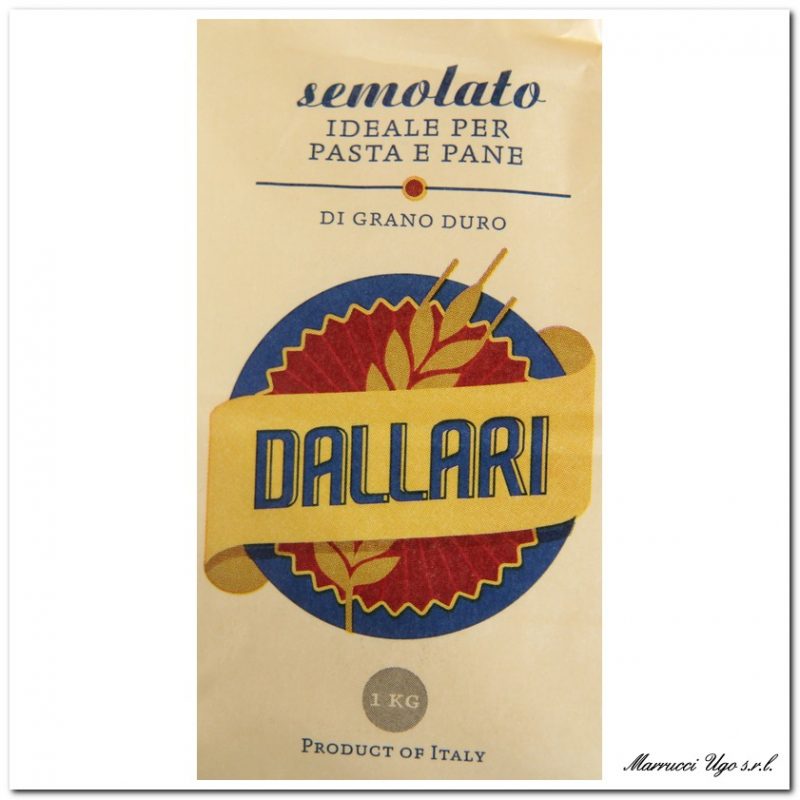 semolato
IDEALE PER
PASTA E PANE
DI GRANO DURO
DALLARI
1 KG
PRODUCT OF ITALY
Marrucci Ugo s.r.l.